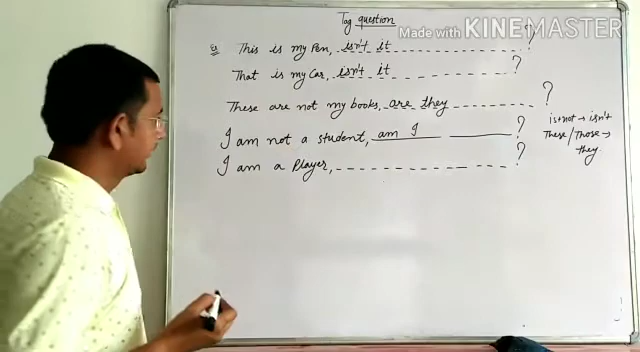 Made with KINEMASTER
Tag question
Ex This is my Pen, isn't it ?
That is my Car, isn't it ?
These are not my books, are they ?
I am not a student, am I ?
I am a Player, ?
is+not → isn't
These/Those →
they